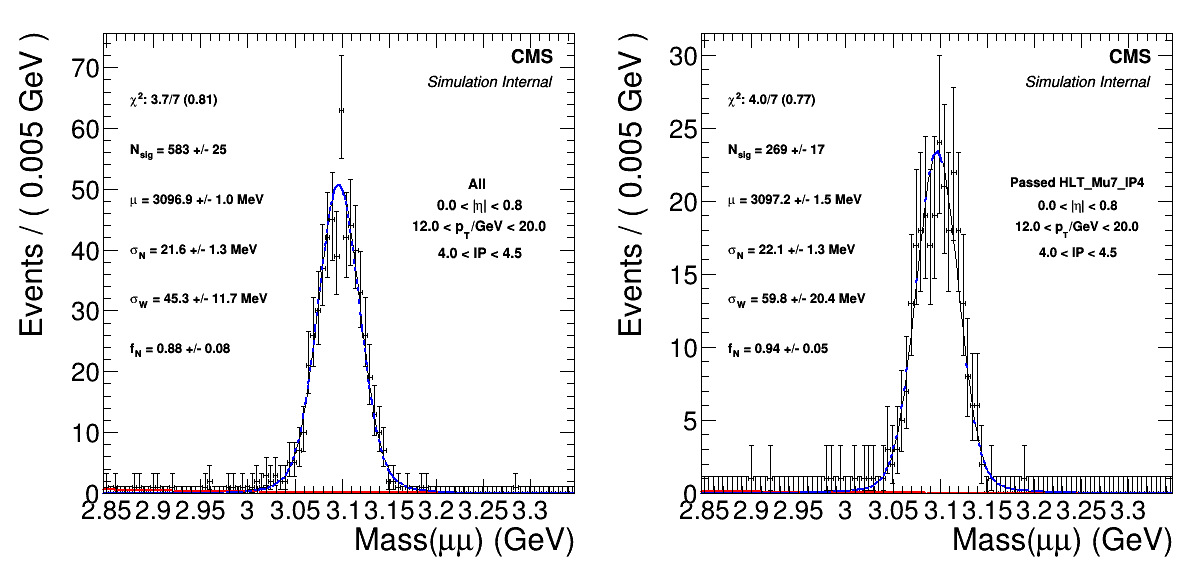 Events / ( 0.005 GeV )
70
60
50
40
30
20
10
0
CMS
Simulation Internal
χ²: 3.7/7 (0.81)
N_sig = 583 +/- 25
μ = 3096.9 +/- 1.0 MeV
σ_N = 21.6 +/- 1.3 MeV
σ_W = 45.3 +/- 11.7 MeV
f_N = 0.88 +/- 0.08
All
0.0 < |η| < 0.8
12.0 < p_T/GeV < 20.0
4.0 < IP < 4.5
2.85 2.9 2.95 3 3.05 3.1 3.15 3.2 3.25 3.3
Mass(μμ) (GeV)
Events / ( 0.005 GeV )
30
25
20
15
10
5
0
CMS
Simulation Internal
χ²: 4.0/7 (0.77)
N_sig = 269 +/- 17
μ = 3097.2 +/- 1.5 MeV
σ_N = 22.1 +/- 1.3 MeV
σ_W = 59.8 +/- 20.4 MeV
f_N = 0.94 +/- 0.05
Passed HLT_Mu7_IP4
0.0 < |η| < 0.8
12.0 < p_T/GeV < 20.0
4.0 < IP < 4.5
2.85 2.9 2.95 3 3.05 3.1 3.15 3.2 3.25 3.3
Mass(μμ) (GeV)